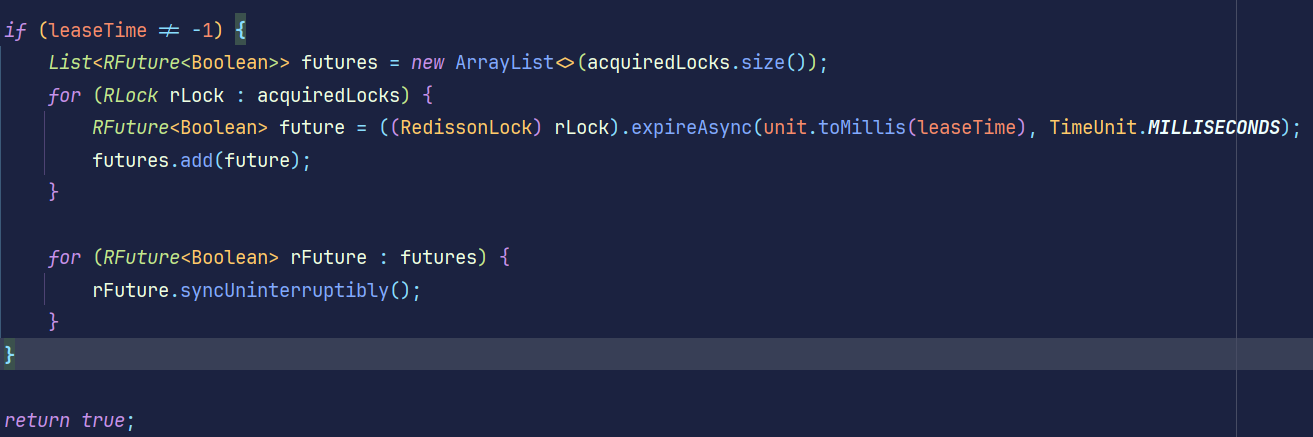 if (leaseTime ≠ -1) {
    List<RFuture<Boolean>> futures = new ArrayList<>(acquiredLocks.size());
    for (RLock rLock : acquiredLocks) {
        RFuture<Boolean> future = ((RedissonLock) rLock).expireAsync(unit.toMillis(leaseTime), TimeUnit.MILLISECONDS);
        futures.add(future);
    }
    for (RFuture<Boolean> rFuture : futures) {
        rFuture.syncUninterruptibly();
    }
}
return true;